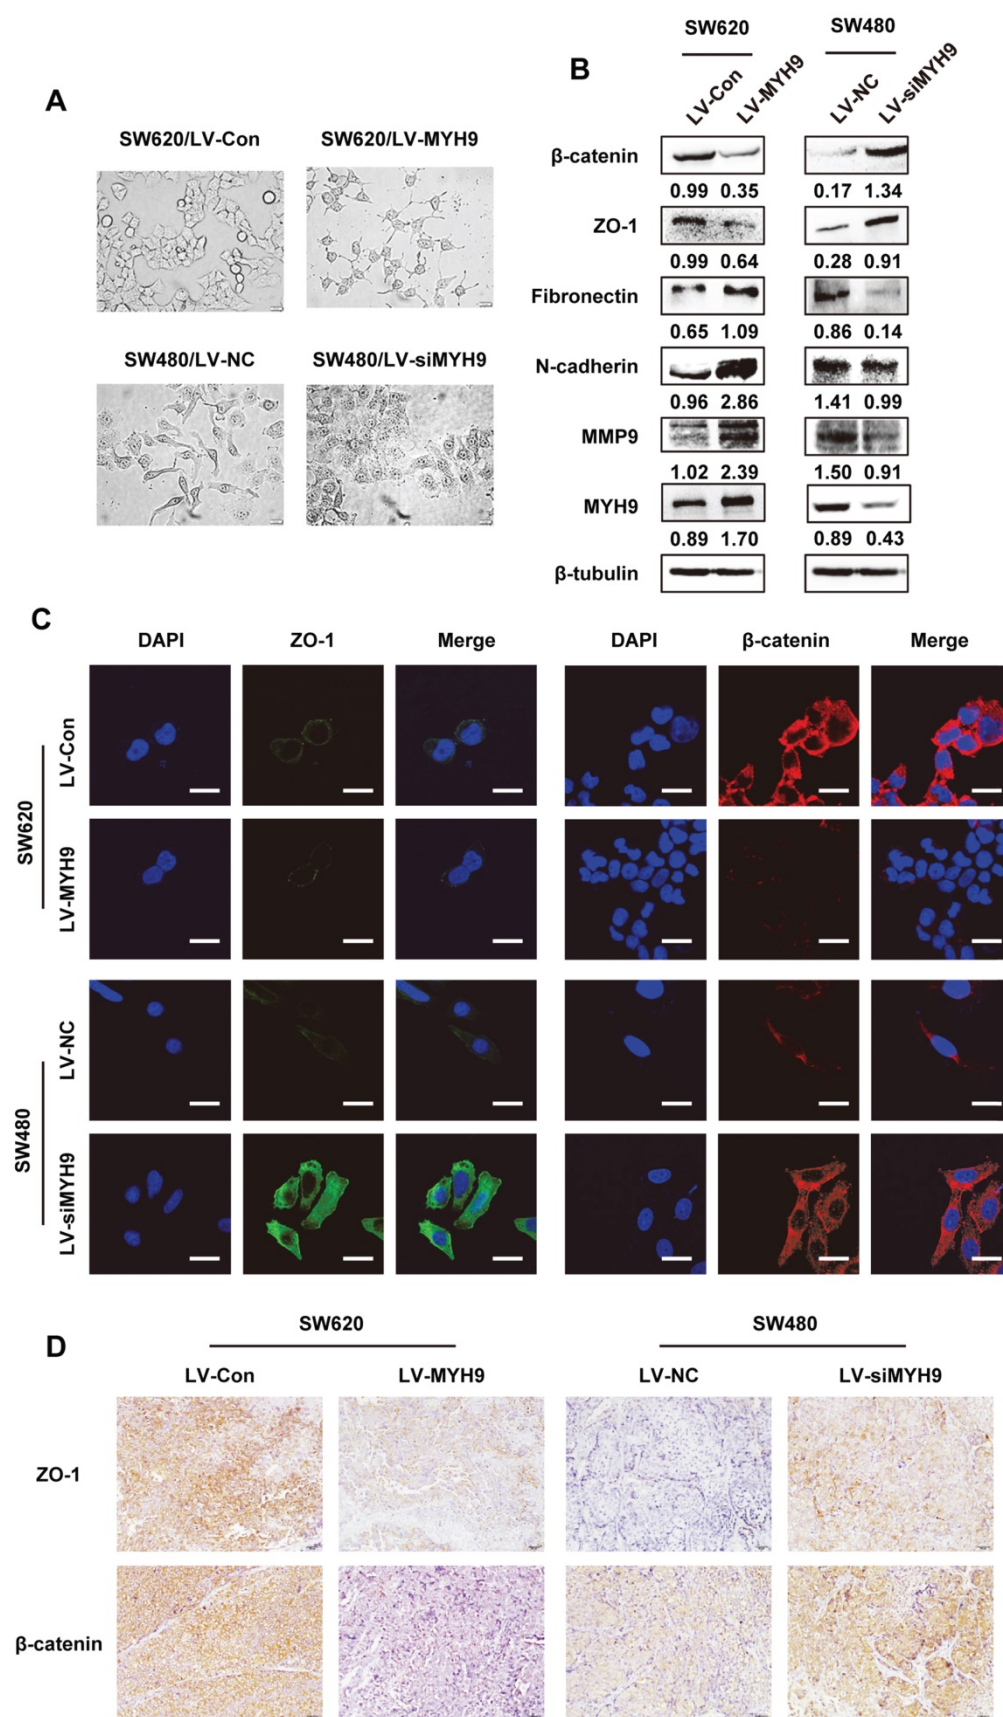 A
SW620/LV-Con SW620/LV-MYH9
SW480/LV-NC SW480/LV-siMYH9
B
SW620 SW480
LV-Con LV-MYH9 LV-NC LV-siMYH9
β-catenin
0.99 0.35 0.17 1.34
ZO-1
0.99 0.64 0.28 0.91
Fibronectin
0.65 1.09 0.86 0.14
N-cadherin
0.96 2.86 1.41 0.99
MMP9
1.02 2.39 1.50 0.91
MYH9
0.89 1.70 0.89 0.43
β-tubulin
C
DAPI ZO-1 Merge DAPI β-catenin Merge
SW620
LV-Con
LV-MYH9
SW480
LV-NC
LV-siMYH9
D
SW620 SW480
LV-Con LV-MYH9 LV-NC LV-siMYH9
ZO-1
β-catenin